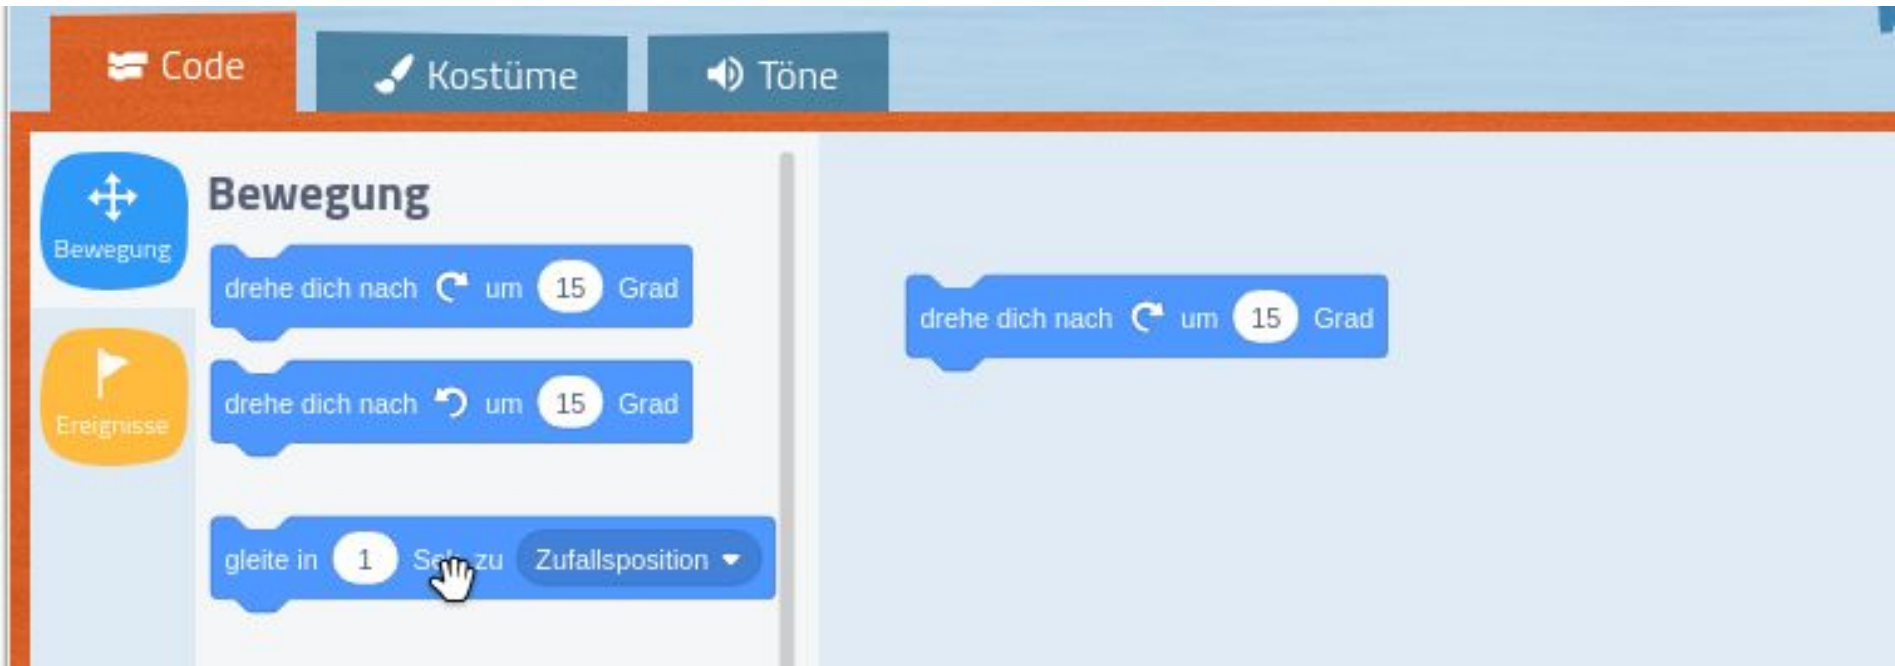 Code
Kostüme
Töne
Bewegung
Ereignisse
Bewegung
drehe dich nach um 15 Grad
drehe dich nach um 15 Grad
gleite in 1 zu Zufallsposition
drehe dich nach um 15 Grad